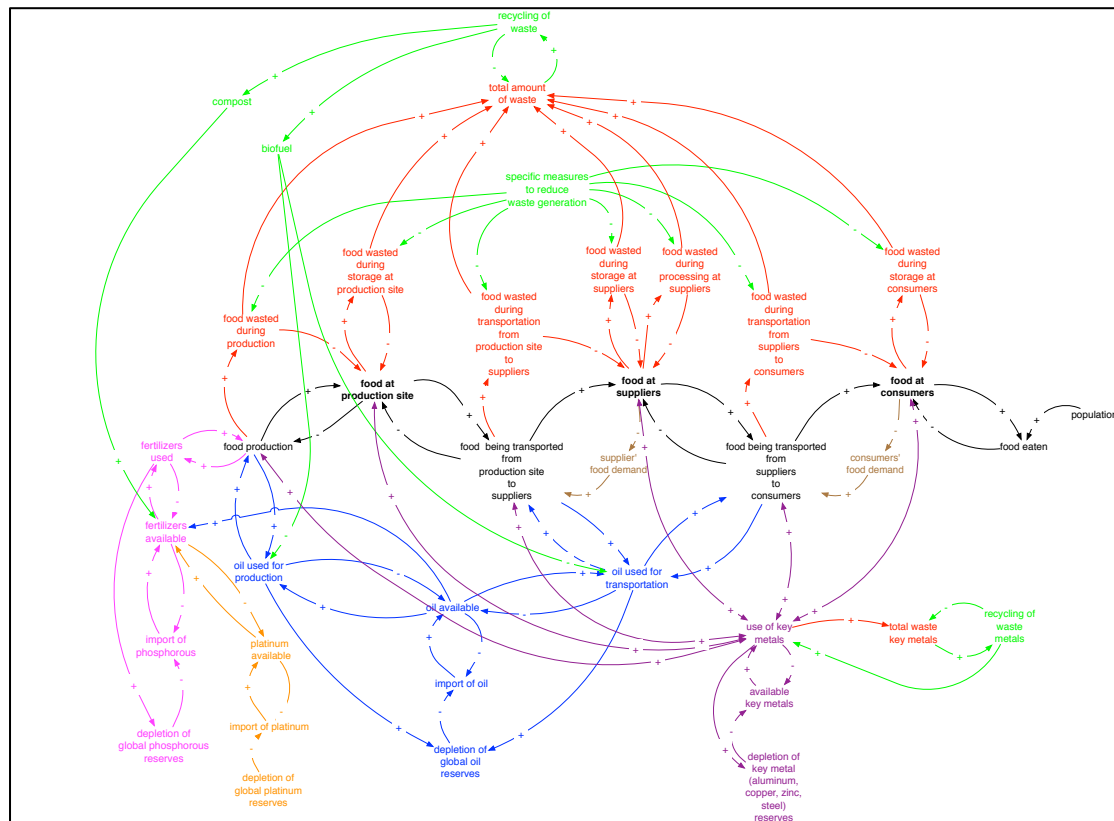 recycling of
waste
compost
total amount
of waste
biofuel
specific measures
to reduce
waste generation
food wasted
during
storage at
production site
food wasted
during
storage at
suppliers
food wasted
during
processing at
suppliers
food wasted
during
storage at
consumers
food wasted
during
production
food wasted
during
transportation
from
production site
to
suppliers
food wasted
during
transportation
from
suppliers
to
consumers
food at
production site
food at
suppliers
food at
consumers
population
fertilizers
used
food production
food being transported
from
production site
to
suppliers
supplier'
food demand
food being transported
from
suppliers
to
consumers
consumers'
food demand
food eaten
fertilizers
available
oil used for
production
oil used for
transportation
oil available
import of
phosphorous
platinum
available
use of key
metals
total waste
key metals
recycling of
waste
metals
import of oil
available
key metals
import of platinum
depletion of
global phosphorous
reserves
depletion of
global platinum
reserves
depletion of
global oil
reserves
depletion of
key metal
(aluminum,
copper, zinc,
steel)
reserves